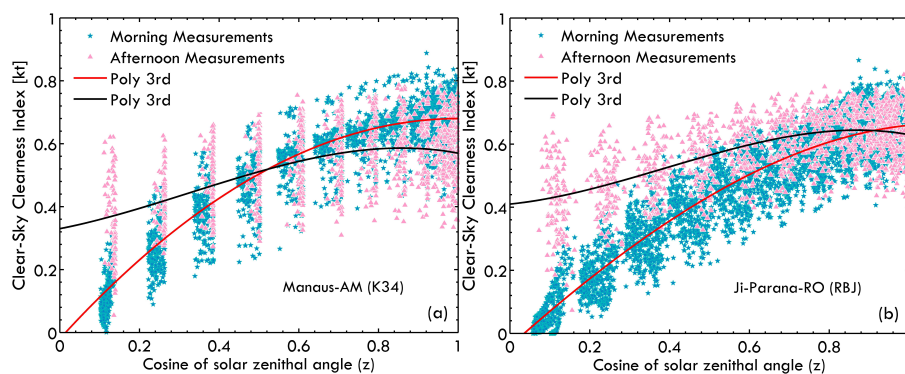 Clear-Sky Clearness Index [kt]
1
0.8
0.6
0.4
0.2
0
Morning Measurements
Afternoon Measurements
Poly 3rd
Poly 3rd
Manaus-AM (K34)
(a)
0 0.2 0.4 0.6 0.8 1
Cosine of solar zenithal angle (z)
Clear-Sky Clearness Index [kt]
1
0.8
0.6
0.4
0.2
0
Morning Measurements
Afternoon Measurements
Poly 3rd
Poly 3rd
Ji-Parana-RO (RBJ)
(b)
0 0.2 0.4 0.6 0.8
Cosine of solar zenithal angle (z)